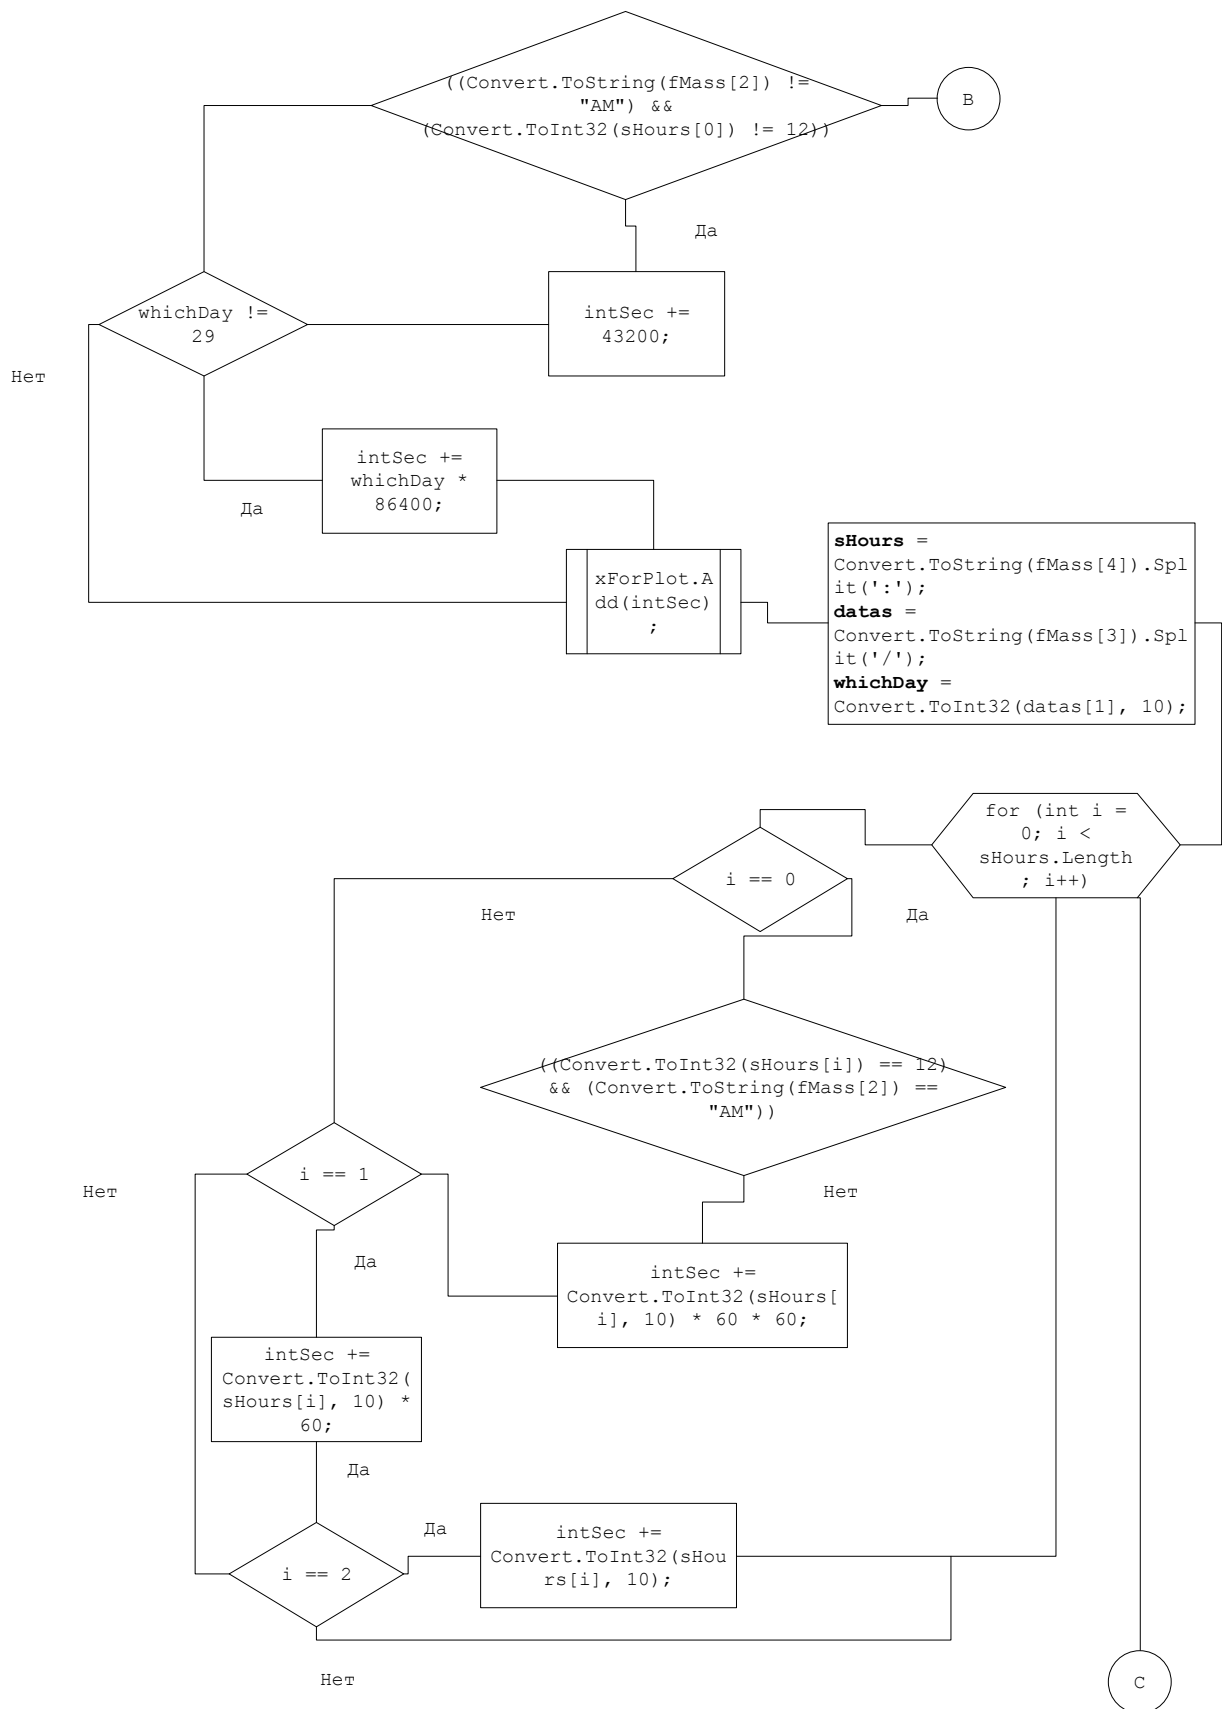 ((Convert.ToString(fMass[2]) !=
"AM") &&
(Convert.ToInt32(sHours[0]) != 12))
B
Да
whichDay !=
29
intSec +=
43200;
Нет
intSec +=
whichDay *
86400;
Да
xForPlot.A
dd(intSec)
;
sHours =
Convert.ToString(fMass[4]).Spl
it(':');
datas =
Convert.ToString(fMass[3]).Spl
it('/');
whichDay =
Convert.ToInt32(datas[1], 10);
for (int i =
0; i <
sHours.Length
; i++)
i == 0
Нет
Да
((Convert.ToInt32(sHours[i]) == 12)
&& (Convert.ToString(fMass[2]) ==
"AM"))
i == 1
Нет
Нет
Да
intSec +=
Convert.ToInt32(sHours[
i], 10) * 60 * 60;
intSec +=
Convert.ToInt32(
sHours[i], 10) *
60;
Да
Да
intSec +=
Convert.ToInt32(sHou
rs[i], 10);
i == 2
Нет
C